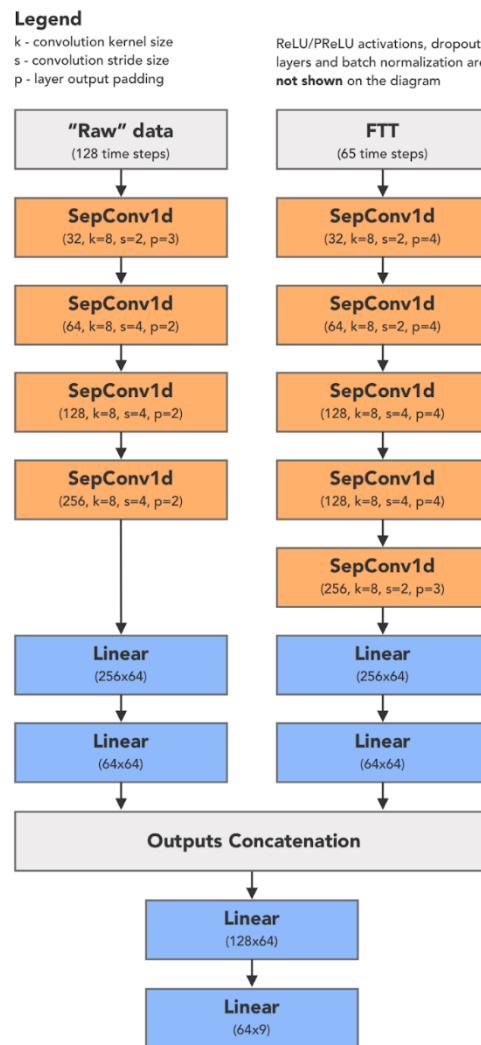 Legend
k - convolution kernel size
s - convolution stride size
p - layer output padding
ReLU/PReLU activations, dropout
layers and batch normalization are
not shown on the diagram
“Raw” data
(128 time steps)
SepConv1d
(32, k=8, s=2, p=3)
SepConv1d
(64, k=8, s=4, p=2)
SepConv1d
(128, k=8, s=4, p=2)
SepConv1d
(256, k=8, s=4, p=2)
Linear
(256x64)
Linear
(64x64)
FTT
(65 time steps)
SepConv1d
(32, k=8, s=2, p=4)
SepConv1d
(64, k=8, s=2, p=4)
SepConv1d
(128, k=8, s=4, p=4)
SepConv1d
(128, k=8, s=4, p=4)
SepConv1d
(256, k=8, s=2, p=3)
Linear
(256x64)
Linear
(64x64)
Outputs Concatenation
Linear
(128x64)
Linear
(64x9)